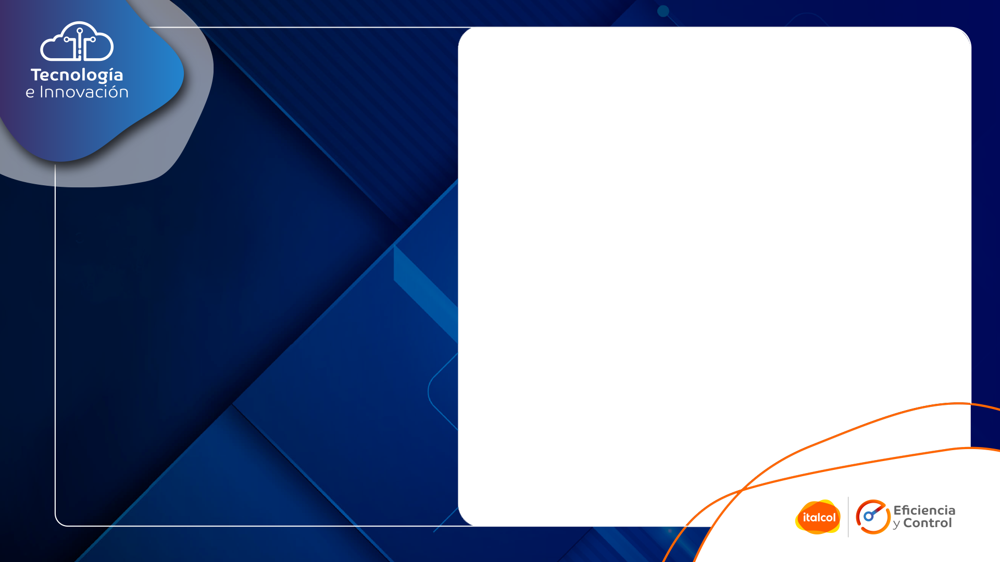 Tecnología
e Innovación
italcol
Eficiencia
y Control